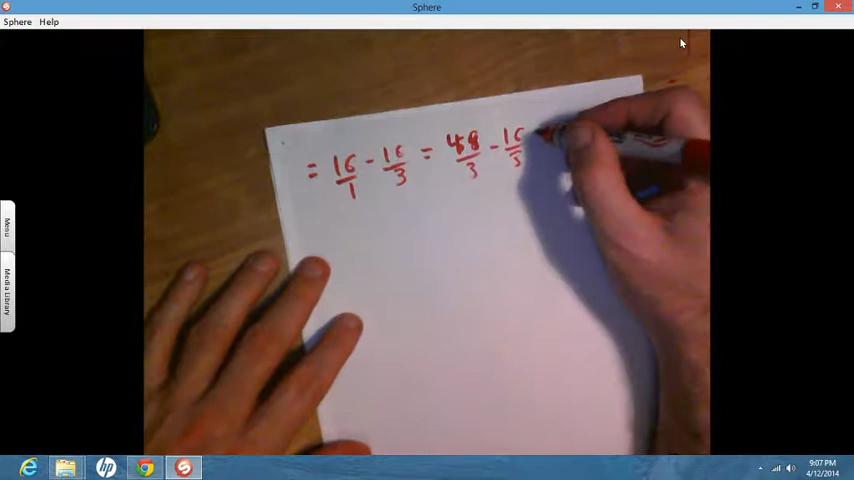 Sphere
Sphere Help
= 16/1 - 16/3 = 48/3 - 16/3
Menu
Media Library
9:07 PM
4/12/2014